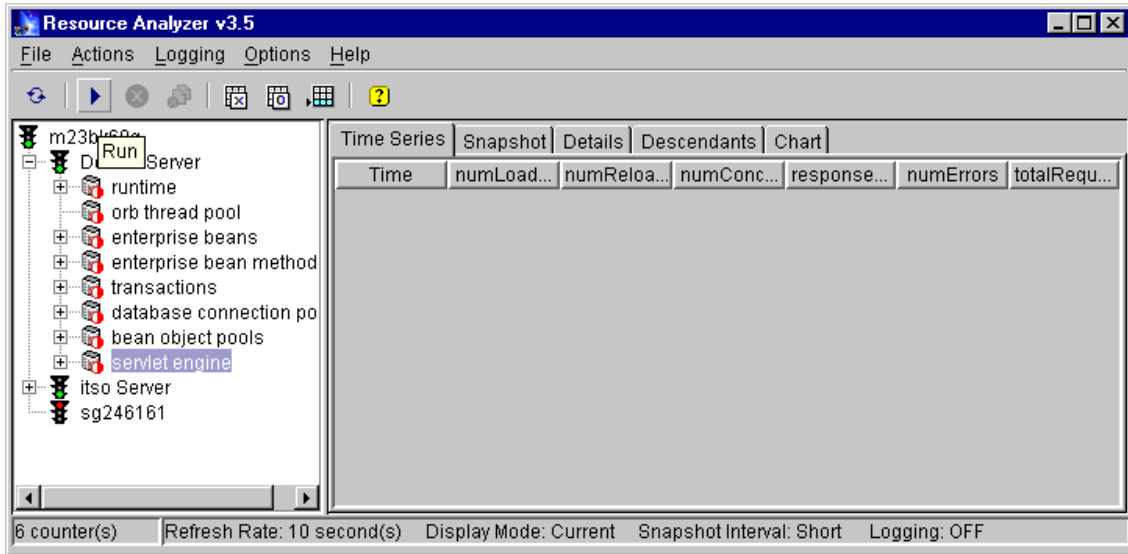 Resource Analyzer v3.5
File Actions Logging Options Help
m23bk60g
Run
Server
runtime
orb thread pool
enterprise beans
enterprise bean method
transactions
database connection po
bean object pools
servlet engine
itso Server
sg246161
Time Series Snapshot Details Descendants Chart
Time numLoad... numReloa... numConc... response... numErrors totalRequ...
6 counter(s) Refresh Rate: 10 second(s) Display Mode: Current Snapshot Interval: Short Logging: OFF